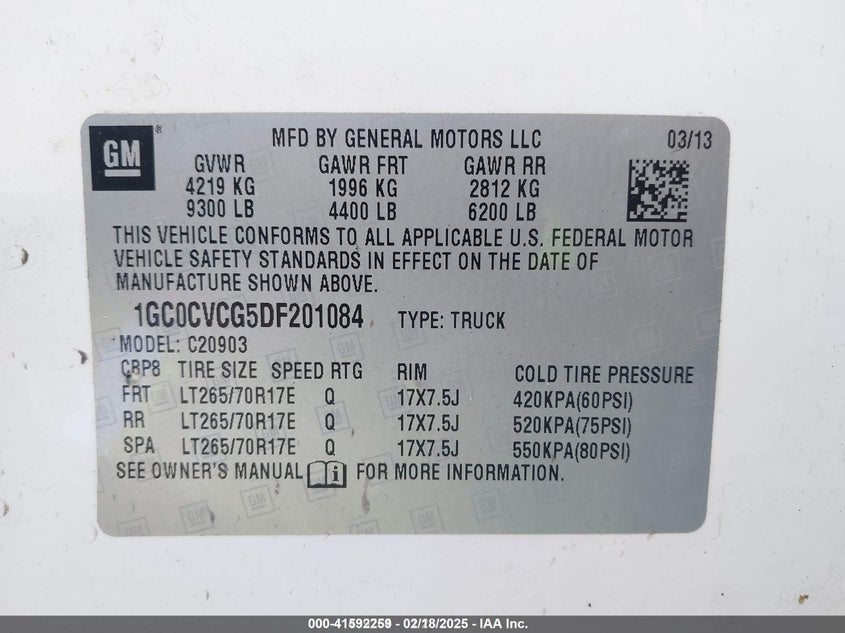 GM ®
MFD BY GENERAL MOTORS LLC 03/13
GVWR GAWR FRT GAWR RR
4219 KG 1996 KG 2812 KG
9300 LB 4400 LB 6200 LB
THIS VEHICLE CONFORMS TO ALL APPLICABLE U.S. FEDERAL MOTOR
VEHICLE SAFETY STANDARDS IN EFFECT ON THE DATE OF
MANUFACTURE SHOWN ABOVE.
1GC0CVCG5DF201084 TYPE: TRUCK
MODEL: C20903
CBP8 TIRE SIZE SPEED RTG RIM COLD TIRE PRESSURE
FRT LT265/70R17E Q 17X7.5J 420KPA(60PSI)
RR LT265/70R17E Q 17X7.5J 520KPA(75PSI)
SPA LT265/70R17E Q 17X7.5J 550KPA(80PSI)
SEE OWNER'S MANUAL i FOR MORE INFORMATION.
000-41592259 - 02/18/2025 - IAA Inc.